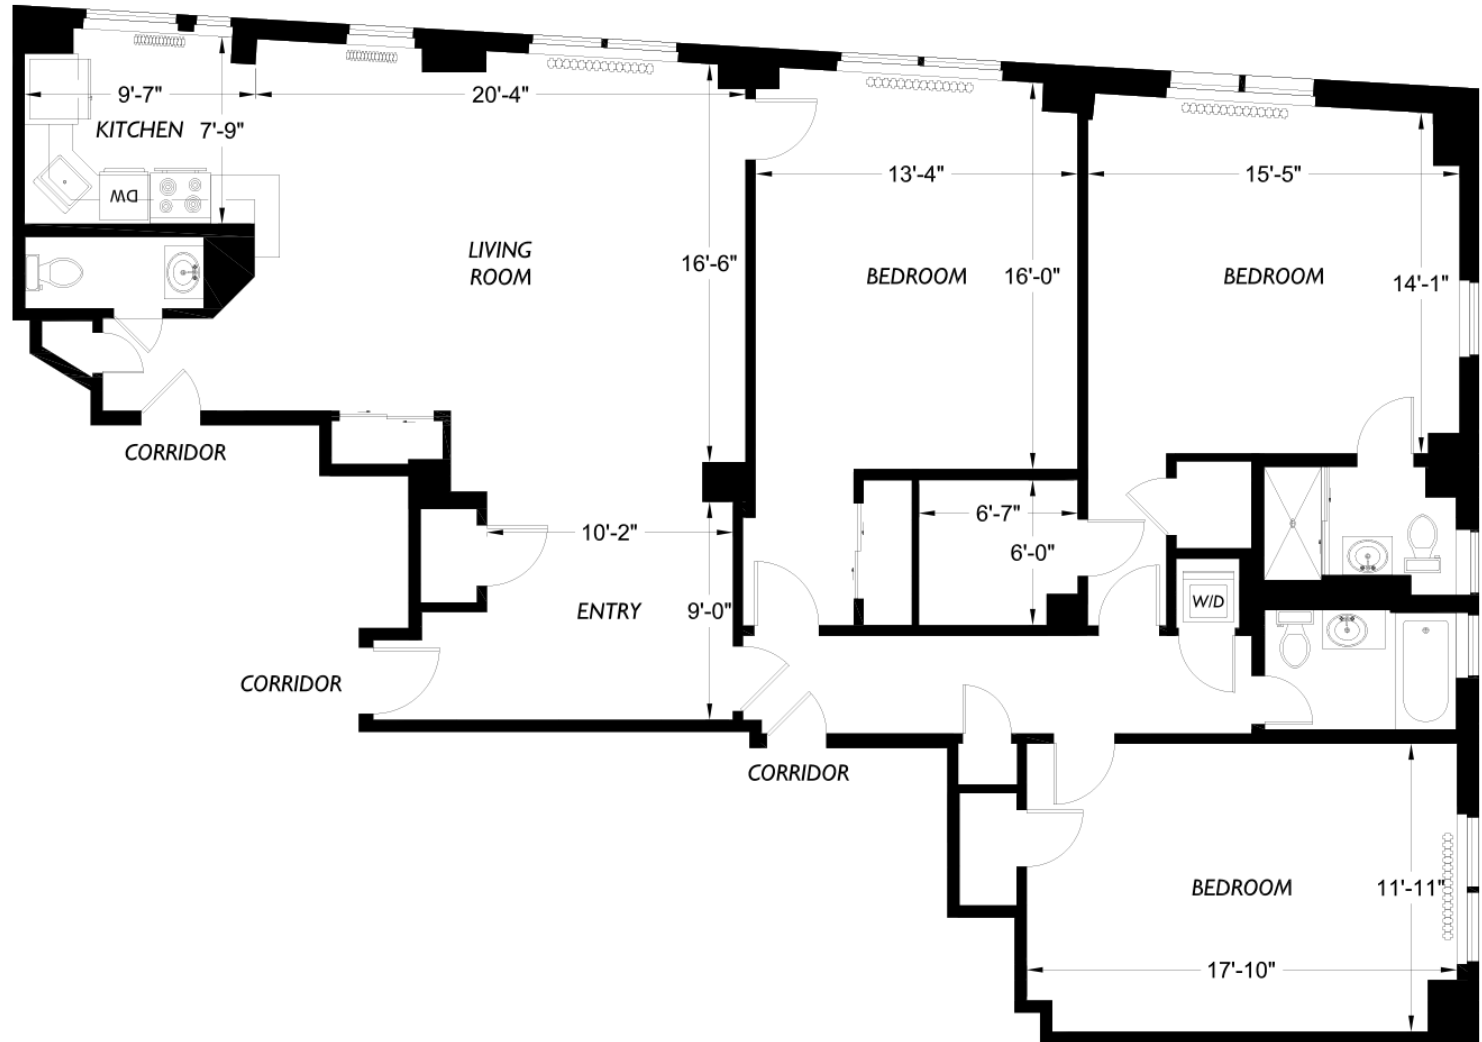 9'-7"
20'-4"
KITCHEN
7'-9"
DW
13'-4"
15'-5"
LIVING
ROOM
16'-6"
BEDROOM
16'-0"
BEDROOM
14'-1"
CORRIDOR
10'-2"
6'-7"
6'-0"
ENTRY
9'-0"
W/D
CORRIDOR
CORRIDOR
BEDROOM
11'-11"
17'-10"